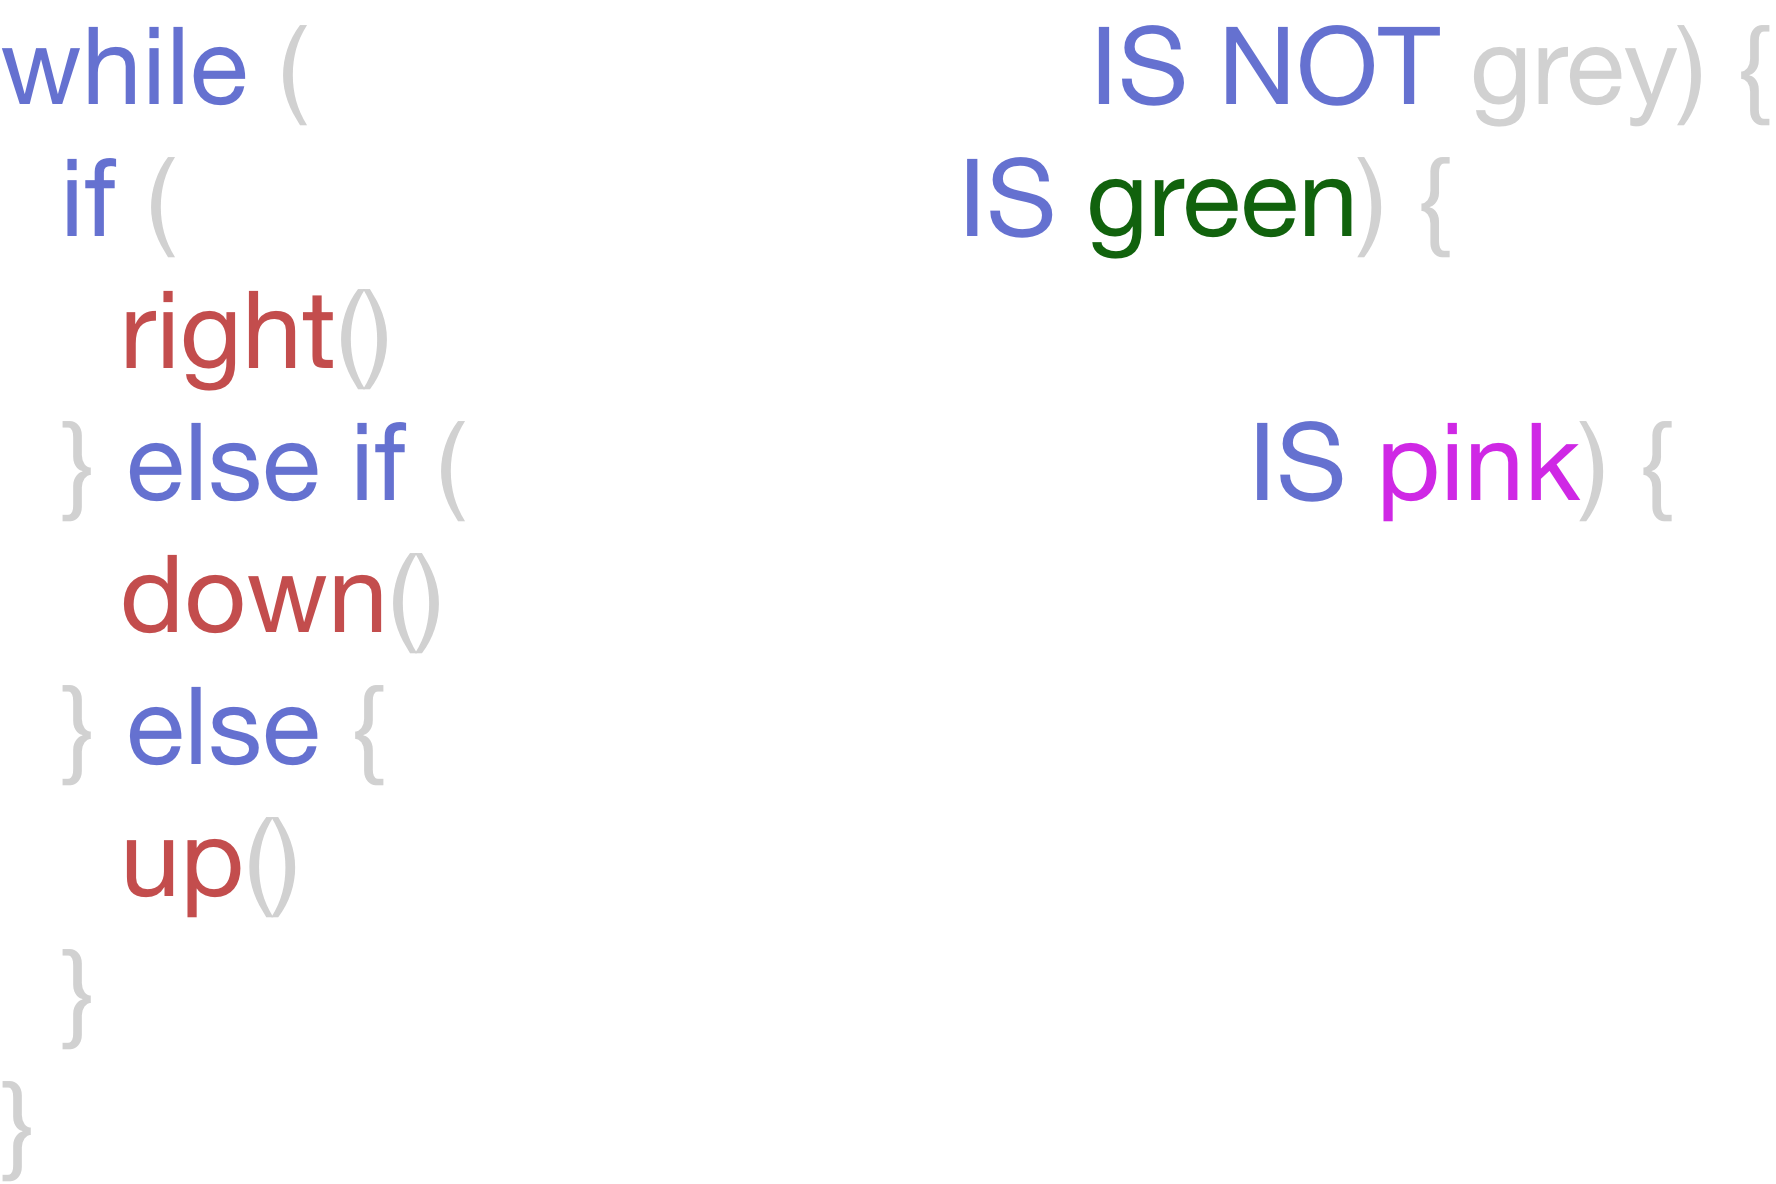 while ( IS NOT grey) {
if ( IS green) {
right()
} else if ( IS pink) {
down()
} else {
up()
}
}